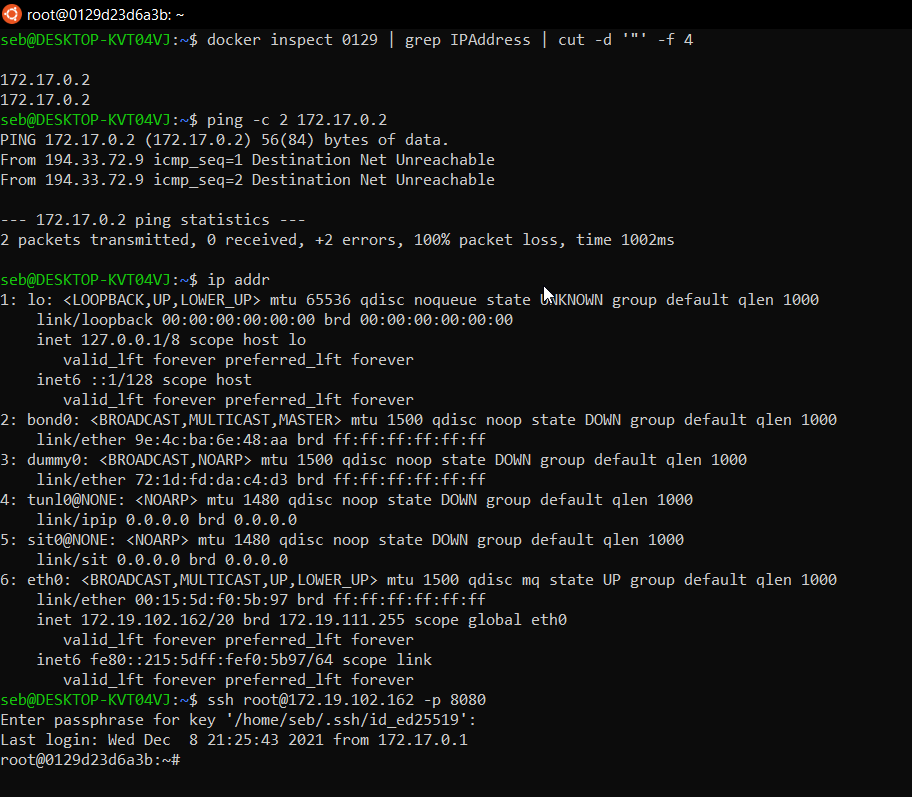 root@0129d23d6a3b: ~
seb@DESKTOP-KVT04VJ:~$ docker inspect 0129 | grep IPAddress | cut -d '"' -f 4
172.17.0.2
172.17.0.2
seb@DESKTOP-KVT04VJ:~$ ping -c 2 172.17.0.2
PING 172.17.0.2 (172.17.0.2) 56(84) bytes of data.
From 194.33.72.9 icmp_seq=1 Destination Net Unreachable
From 194.33.72.9 icmp_seq=2 Destination Net Unreachable
--- 172.17.0.2 ping statistics ---
2 packets transmitted, 0 received, +2 errors, 100% packet loss, time 1002ms
seb@DESKTOP-KVT04VJ:~$ ip addr
1: lo: <LOOPBACK,UP,LOWER_UP> mtu 65536 qdisc noqueue state UNKNOWN group default qlen 1000
    link/loopback 00:00:00:00:00:00 brd 00:00:00:00:00:00
    inet 127.0.0.1/8 scope host lo
       valid_lft forever preferred_lft forever
    inet6 ::1/128 scope host
       valid_lft forever preferred_lft forever
2: bond0: <BROADCAST,MULTICAST,MASTER> mtu 1500 qdisc noop state DOWN group default qlen 1000
    link/ether 9e:4c:ba:6e:48:aa brd ff:ff:ff:ff:ff:ff
3: dummy0: <BROADCAST,NOARP> mtu 1500 qdisc noop state DOWN group default qlen 1000
    link/ether 72:1d:fd:da:c4:d3 brd ff:ff:ff:ff:ff:ff
4: tunl0@NONE: <NOARP> mtu 1480 qdisc noop state DOWN group default qlen 1000
    link/ipip 0.0.0.0 brd 0.0.0.0
5: sit0@NONE: <NOARP> mtu 1480 qdisc noop state DOWN group default qlen 1000
    link/sit 0.0.0.0 brd 0.0.0.0
6: eth0: <BROADCAST,MULTICAST,UP,LOWER_UP> mtu 1500 qdisc mq state UP group default qlen 1000
    link/ether 00:15:5d:f0:5b:97 brd ff:ff:ff:ff:ff:ff
    inet 172.19.102.162/20 brd 172.19.111.255 scope global eth0
       valid_lft forever preferred_lft forever
    inet6 fe80::215:5dff:fef0:5b97/64 scope link
       valid_lft forever preferred_lft forever
seb@DESKTOP-KVT04VJ:~$ ssh root@172.19.102.162 -p 8080
Enter passphrase for key '/home/seb/.ssh/id_ed25519':
Last login: Wed Dec  8 21:25:43 2021 from 172.17.0.1
root@0129d23d6a3b:~#